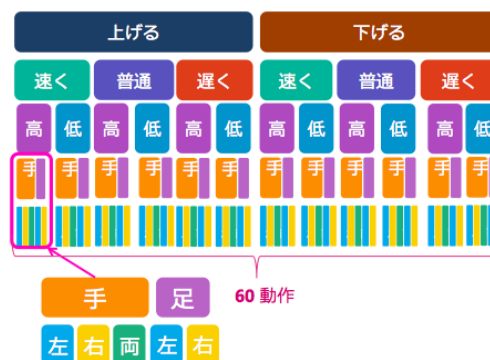 上げる 下げる
速く 普通 遅く 速く 普通 遅く
高 低 高 低 高 低 高 低 高 低 高 低
手 手 手 手 手 手 手 手 手 手 手 手
手 足 60 動作
左 右 両 左 右